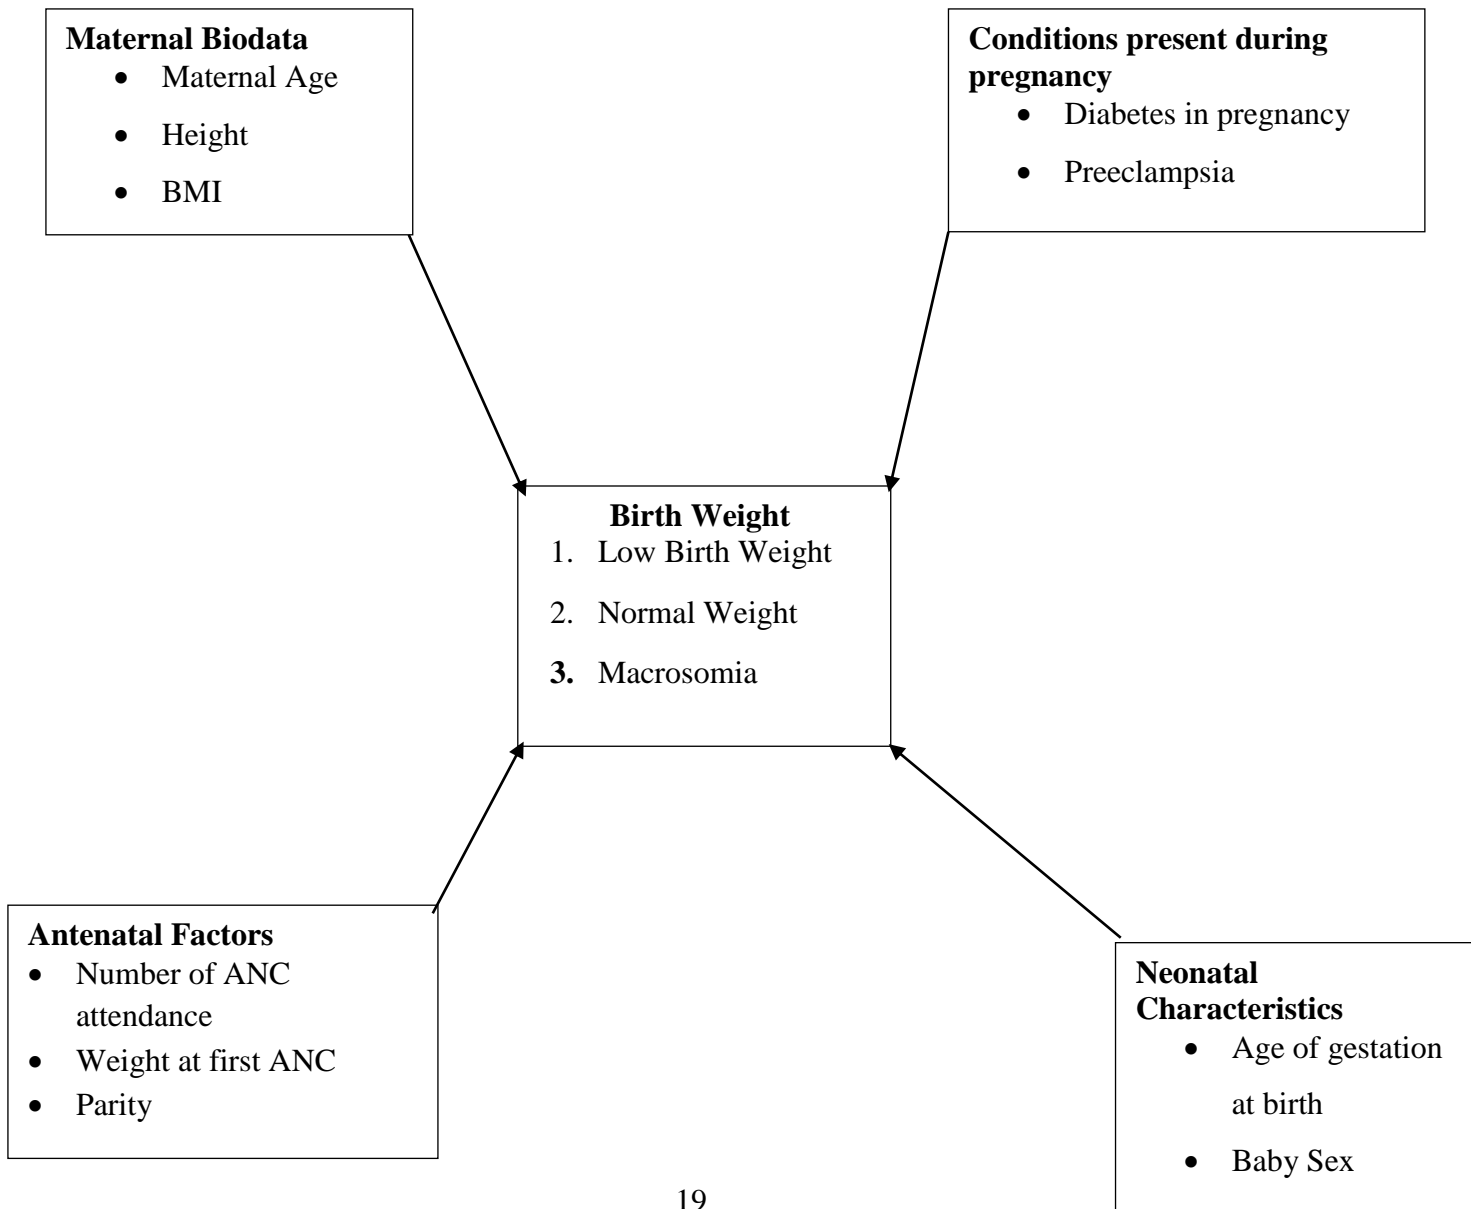 Maternal Biodata
• Maternal Age
• Height
• BMI
Conditions present during
pregnancy
• Diabetes in pregnancy
• Preeclampsia
Birth Weight
1. Low Birth Weight
2. Normal Weight
3. Macrosomia
Antenatal Factors
• Number of ANC
attendance
• Weight at first ANC
• Parity
Neonatal
Characteristics
• Age of gestation
at birth
• Baby Sex
19